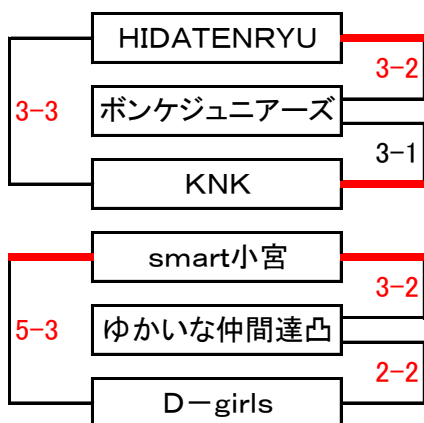 HIDATENRYU
3-2
3-3
ボンケジュニアーズ
3-1
KNK
smart小宮
3-2
5-3
ゆかいな仲間達凸
2-2
D－girls